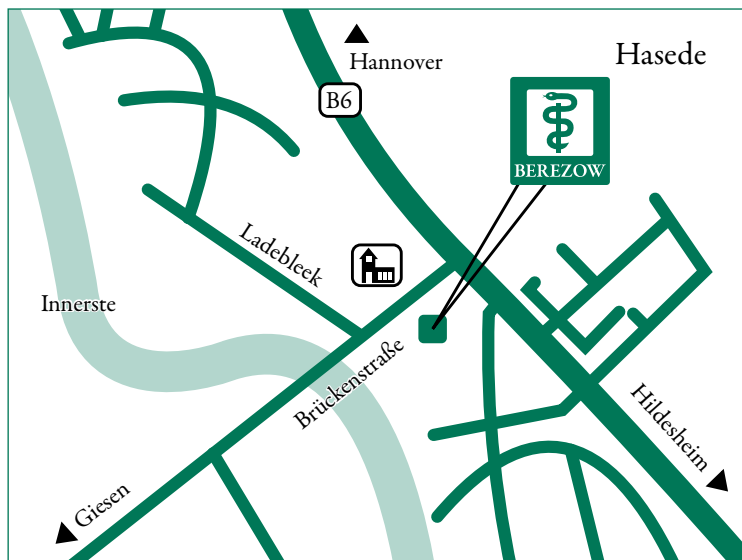 Hasede
Hannover
B6
BEREZOW
Ladebleek
Innerste
Brückenstraße
Hildesheim
Giesen